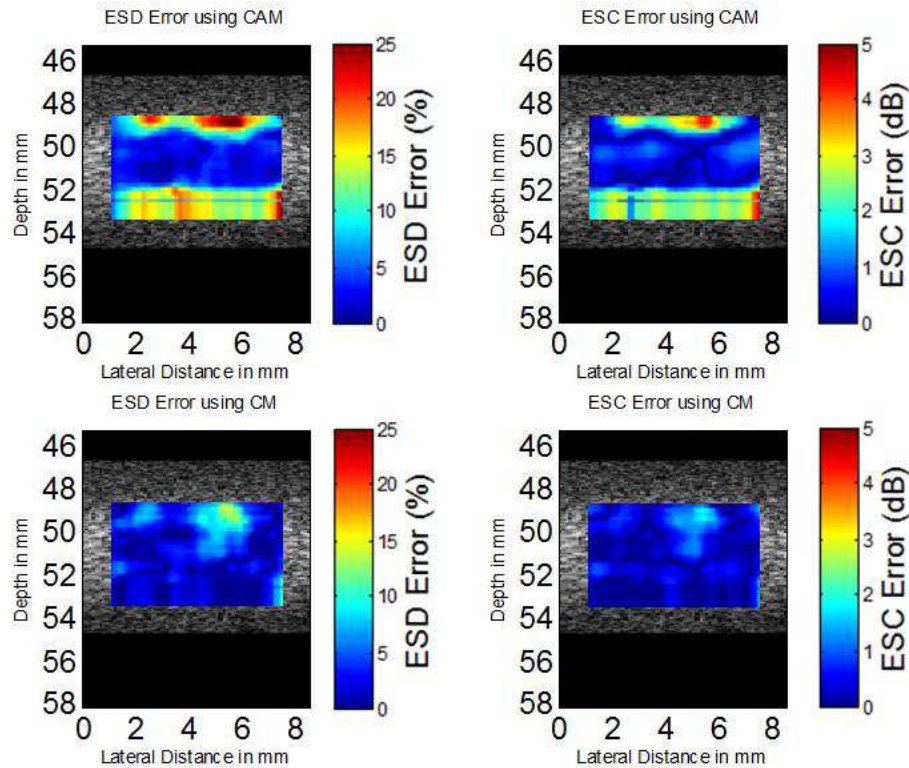 ESD Error using CAM
46
48
50
52
54
56
58
Depth in mm
0 2 4 6 8
Lateral Distance in mm
25
20
15
10
5
0
ESD Error (%)
ESC Error using CAM
46
48
50
52
54
56
58
Depth in mm
0 2 4 6 8
Lateral Distance in mm
5
4
3
2
1
0
ESC Error (dB)
ESD Error using CM
46
48
50
52
54
56
58
Depth in mm
0 2 4 6 8
Lateral Distance in mm
25
20
15
10
5
0
ESD Error (%)
ESC Error using CM
46
48
50
52
54
56
58
Depth in mm
0 2 4 6 8
Lateral Distance in mm
5
4
3
2
1
0
ESC Error (dB)